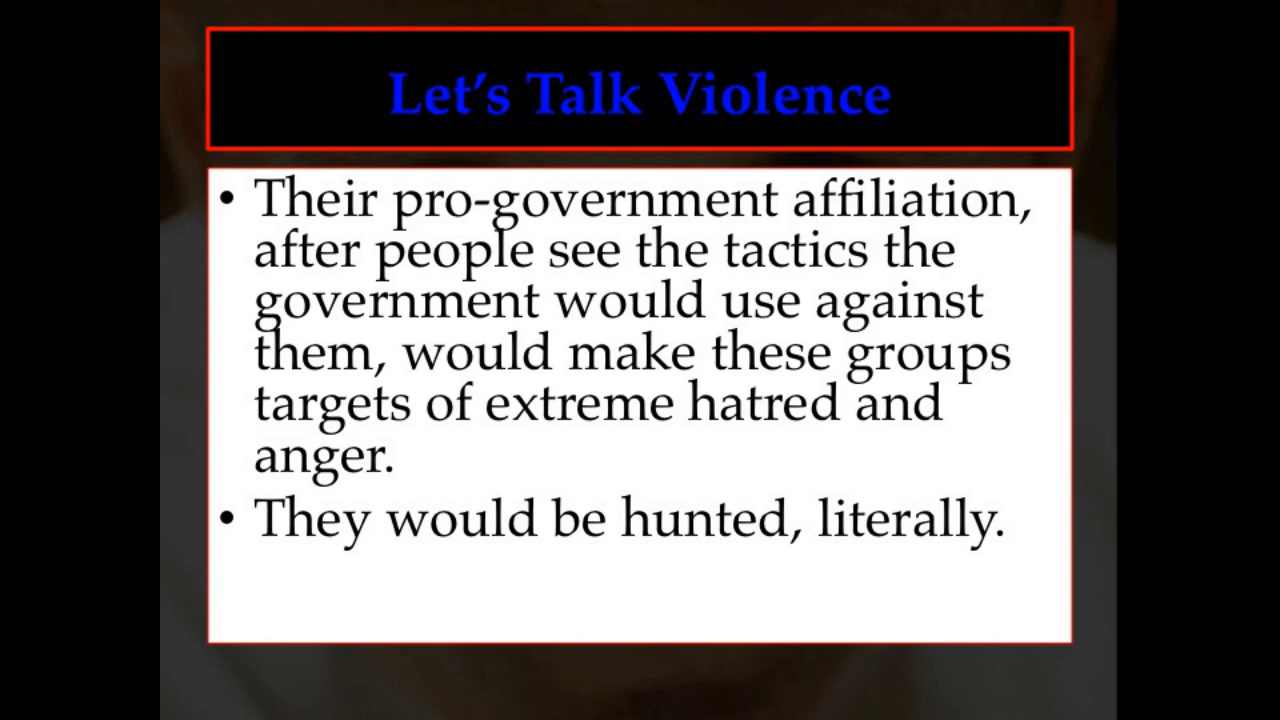 Let's Talk Violence
• Their pro-government affiliation,
after people see the tactics the
government would use against
them, would make these groups
targets of extreme hatred and
anger.
• They would be hunted, literally.